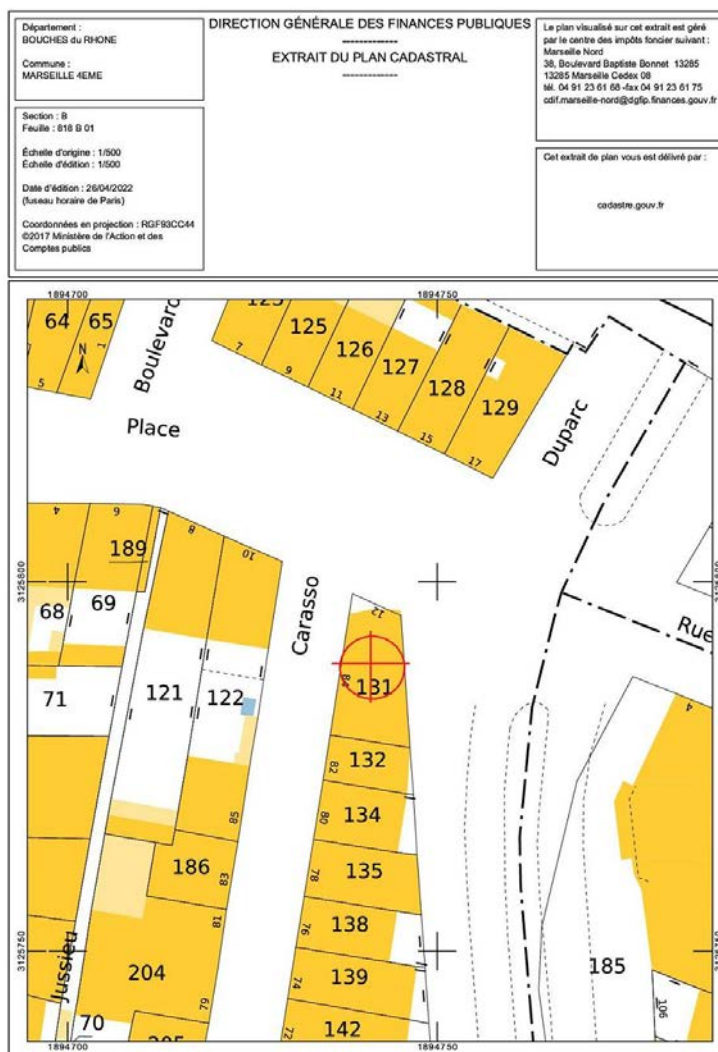 Département :
BOUCHES du RHONE
Commune :
MARSEILLE 4EME
Section : B
Feuille : 818 B 01
Échelle d'origine : 1/500
Échelle d'édition : 1/500
Date d'édition : 26/04/2022
(fuseau horaire de Paris)
Coordonnées en projection : RGF93CC44
©2017 Ministère de l'Action et des
Comptes publics
DIRECTION GÉNÉRALE DES FINANCES PUBLIQUES
-------------
EXTRAIT DU PLAN CADASTRAL
-------------
Le plan visualisé sur cet extrait est géré
par le centre des impôts foncier suivant :
Marseille Nord
38, Boulevard Baptiste Bonnet 13285
13285 Marseille Cedex 08
tél. 04 91 23 61 68 -fax 04 91 23 61 75
cdif.marseille-nord@dgfip.finances.gouv.fr
Cet extrait de plan vous est délivré par :
cadastre.gouv.fr
1894700
1894750
64
65
1
5
N
Boulevard
Place
123
125
126
127
128
129
7
9
11
13
15
17
Duparc
3125800
3125800
4
6
8
10
189
68
69
71
121
122
Carasso
12
84
131
82
132
80
134
78
135
76
138
74
139
72
142
Rue
4
85
186
83
81
204
79
205
70
Jussieu
185
106
3125750
3125750
1894700
1894750